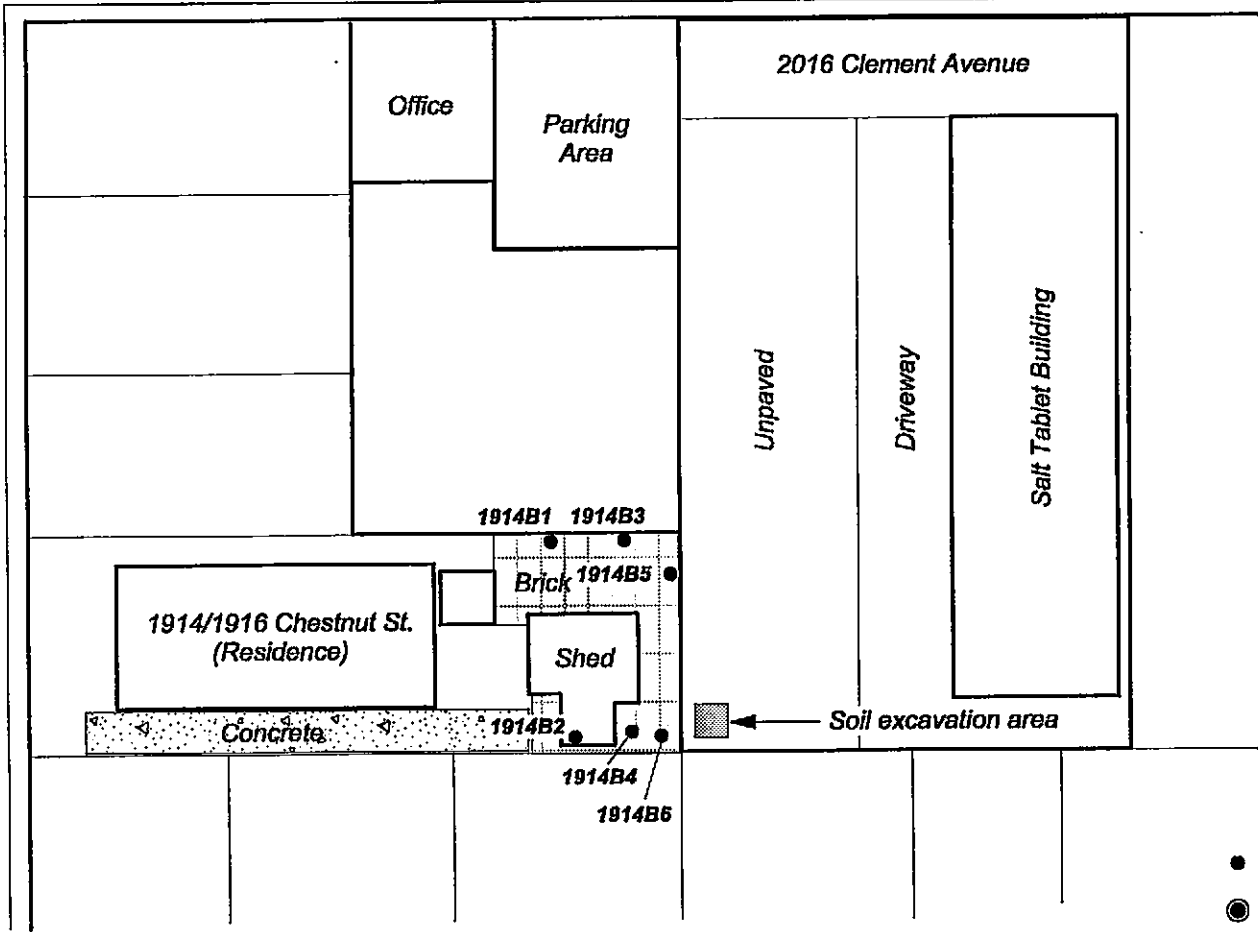 2016 Clement Avenue
Office
Parking
Area
Unpaved
Driveway
Salt Tablet Building
1914B1
1914B3
Brick
1914B5
1914/1916 Chestnut St.
(Residence)
Shed
Concrete
1914B2
Soil excavation area
1914B4
1914B6